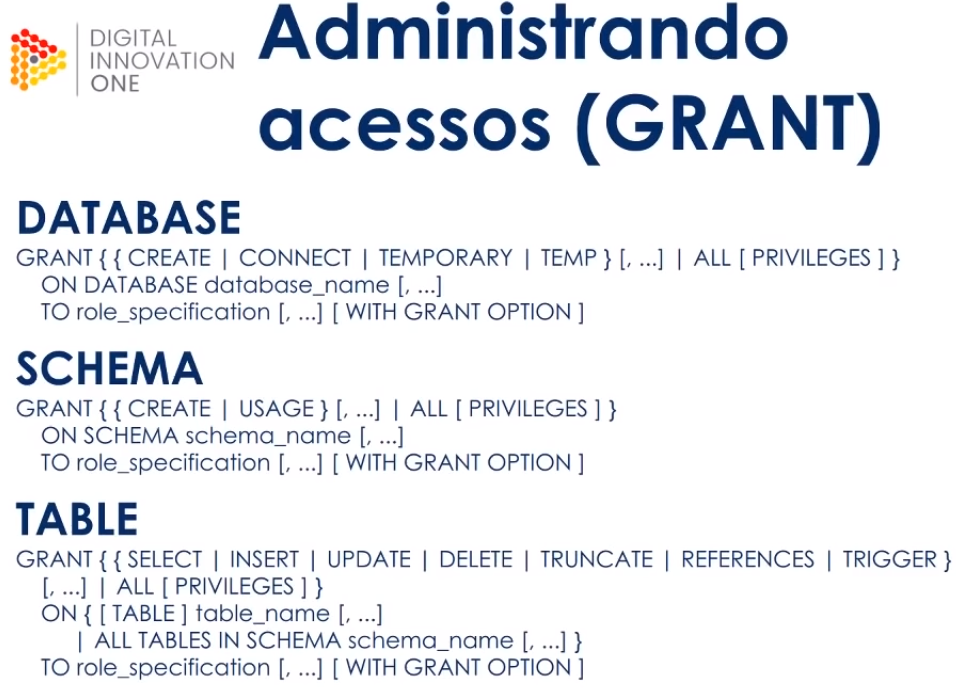 DIGITAL
INNOVATION
ONE
Administrando
acessos (GRANT)
DATABASE
GRANT { { CREATE | CONNECT | TEMPORARY | TEMP } [, ...] | ALL [ PRIVILEGES ] }
ON DATABASE database_name [, ...]
TO role_specification [, ...] [ WITH GRANT OPTION ]
SCHEMA
GRANT { { CREATE | USAGE } [, ...] | ALL [ PRIVILEGES ] }
ON SCHEMA schema_name [, ...]
TO role_specification [, ...] [ WITH GRANT OPTION ]
TABLE
GRANT { { SELECT | INSERT | UPDATE | DELETE | TRUNCATE | REFERENCES | TRIGGER }
[, ...] | ALL [ PRIVILEGES ] }
ON { [ TABLE ] table_name [, ...]
| ALL TABLES IN SCHEMA schema_name [, ...] }
TO role_specification [, ...] [ WITH GRANT OPTION ]